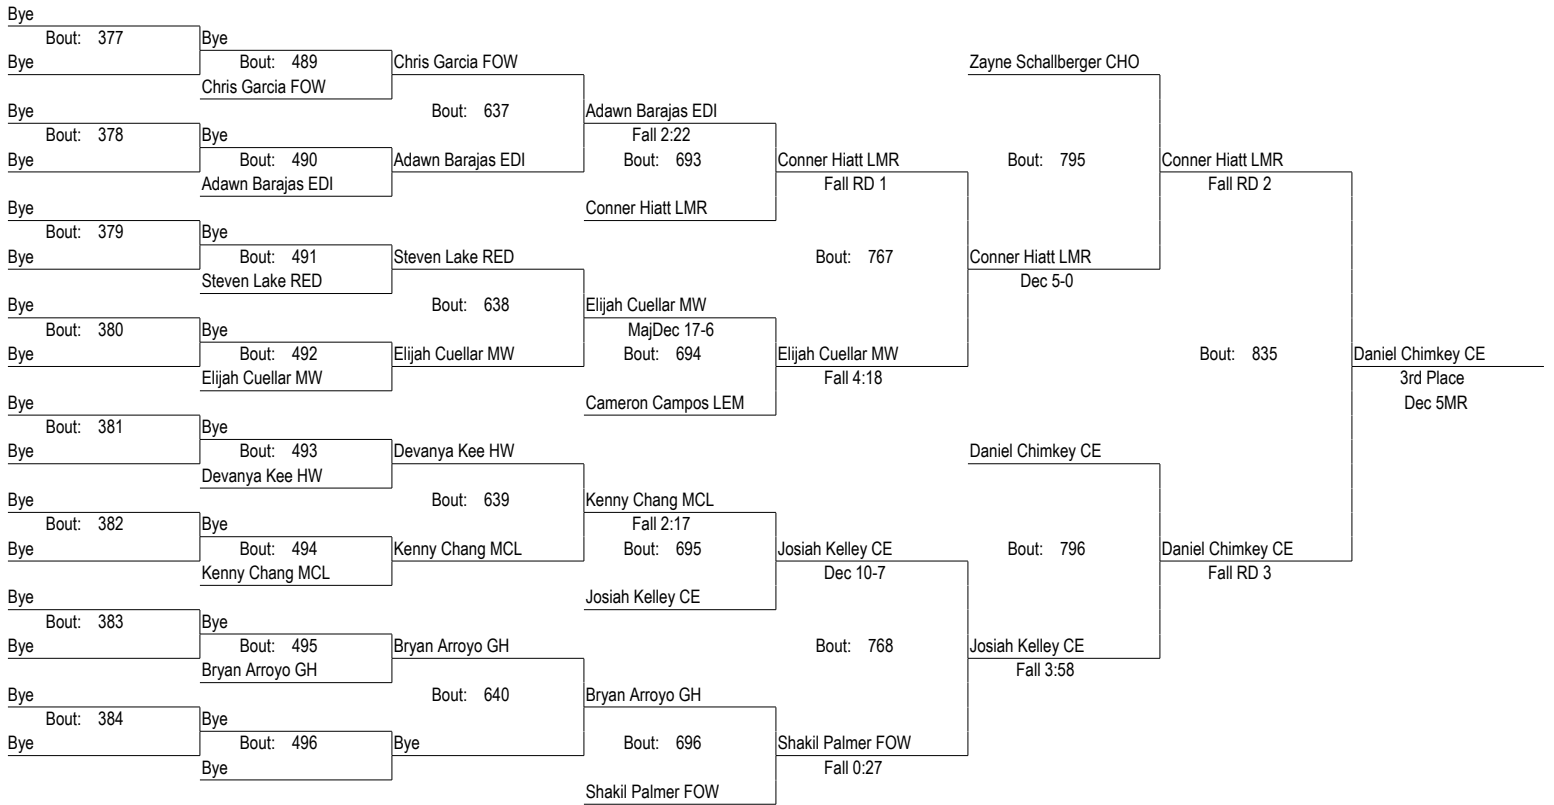 Bye
Bout: 377 Bye
Bye Bout: 489 Chris Garcia FOW Zayne Schallberger CHO
Chris Garcia FOW
Bye Bout: 637 Adawn Barajas EDI
Bout: 378 Bye Fall 2:22
Bye Bout: 490 Adawn Barajas EDI Bout: 693 Conner Hiatt LMR Bout: 795 Conner Hiatt LMR
Adawn Barajas EDI Fall RD 1 Fall RD 2
Bye Conner Hiatt LMR
Bout: 379 Bye
Bye Bout: 491 Steven Lake RED Bout: 767 Conner Hiatt LMR
Steven Lake RED Dec 5-0
Bye Bout: 638 Elijah Cuellar MW
Bout: 380 Bye MajDec 17-6
Bye Bout: 492 Elijah Cuellar MW Bout: 694 Elijah Cuellar MW Bout: 835 Daniel Chimkey CE
Elijah Cuellar MW Fall 4:18 3rd Place
Bye Cameron Campos LEM Dec 5MR
Bout: 381 Bye
Bye Bout: 493 Devanya Kee HW Daniel Chimkey CE
Devanya Kee HW
Bye Bout: 639 Kenny Chang MCL
Bout: 382 Bye Fall 2:17
Bye Bout: 494 Kenny Chang MCL Bout: 695 Josiah Kelley CE Bout: 796 Daniel Chimkey CE
Kenny Chang MCL Dec 10-7 Fall RD 3
Bye Josiah Kelley CE
Bout: 383 Bye
Bye Bout: 495 Bryan Arroyo GH Bout: 768 Josiah Kelley CE
Bryan Arroyo GH Fall 3:58
Bye Bout: 640 Bryan Arroyo GH
Bout: 384 Bye
Bye Bout: 496 Bye Bout: 696 Shakil Palmer FOW
Bye Fall 0:27
Shakil Palmer FOW